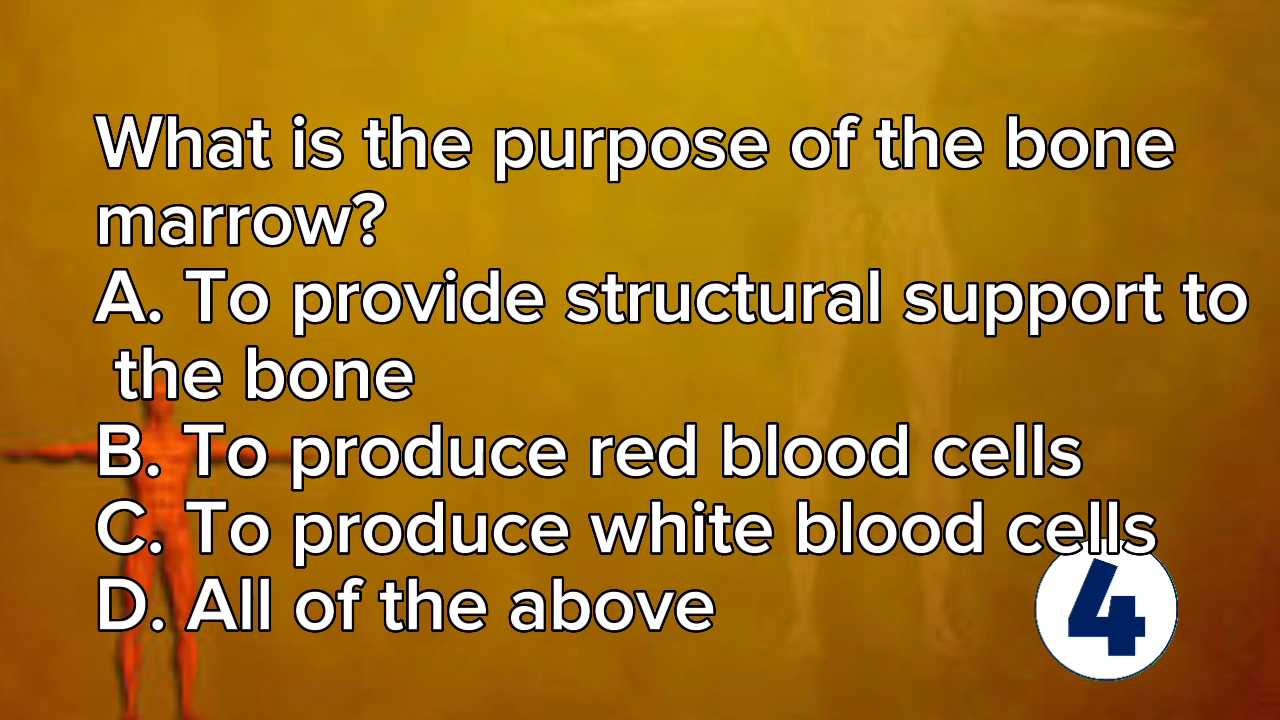 What is the purpose of the bone
marrow?
A. To provide structural support to
the bone
B. To produce red blood cells
C. To produce white blood cells
D. All of the above
4